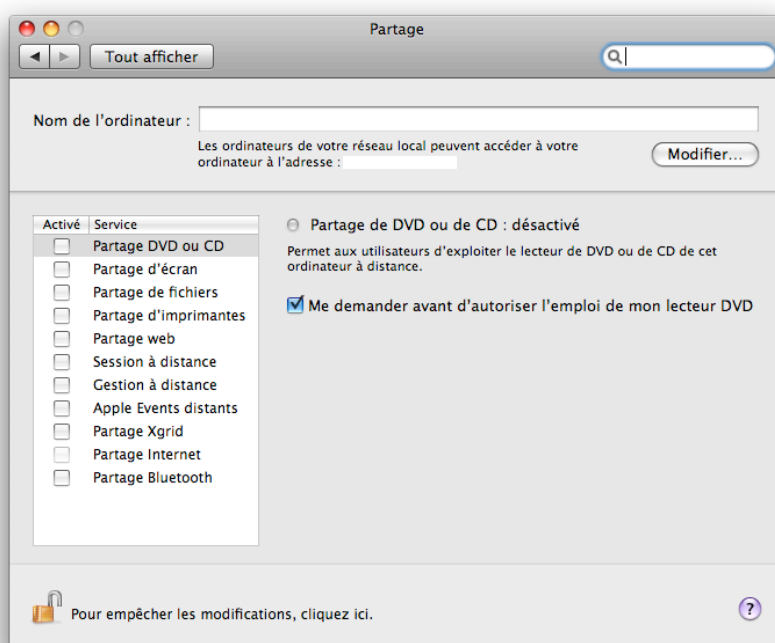 Partage
Tout afficher
Nom de l'ordinateur :
Les ordinateurs de votre réseau local peuvent accéder à votre
ordinateur à l'adresse :
Modifier...
Activé Service
Partage DVD ou CD
Partage d'écran
Partage de fichiers
Partage d'imprimantes
Partage web
Session à distance
Gestion à distance
Apple Events distants
Partage Xgrid
Partage Internet
Partage Bluetooth
Partage de DVD ou de CD : désactivé
Permet aux utilisateurs d'exploiter le lecteur de DVD ou de CD de cet
ordinateur à distance.
Me demander avant d'autoriser l'emploi de mon lecteur DVD
Pour empêcher les modifications, cliquez ici.
?